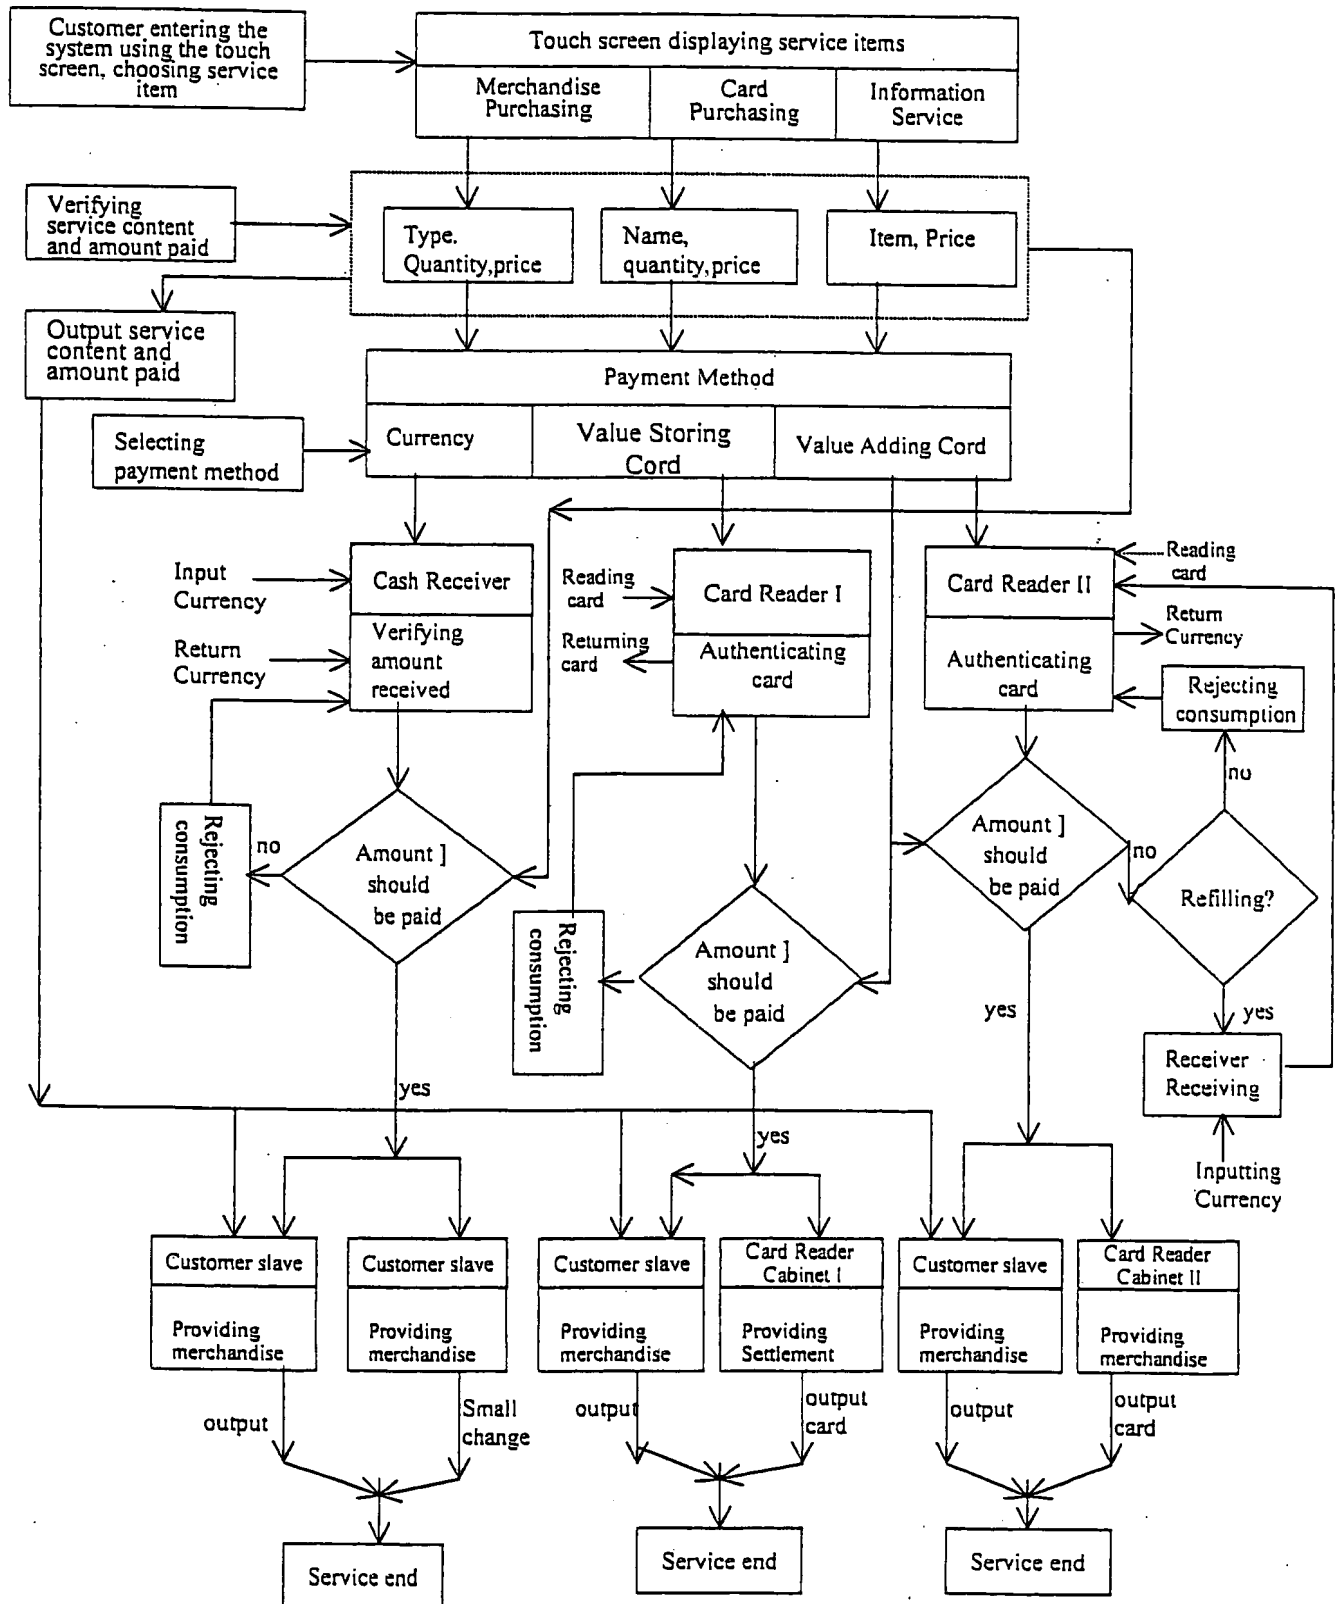 Customer entering the
system using the touch
screen, choosing service
item
Touch screen displaying service items
Merchandise
Purchasing
Card
Purchasing
Information
Service
Verifying
service content
and amount paid
Type.
Quantity,price
Name,
quantity,price
Item, Price
Output service
content and
amount paid
Payment Method
Selecting
payment method
Currency
Value Storing
Cord
Value Adding Cord
Input
Currency
Cash Receiver
Return
Currency
Verifying
amount
received
Reading
card
Card Reader I
Returning
card
Authenticating
card
Card Reader II
Reading
card
Return
Currency
Authenticating
card
Rejecting
consumption
no
Rejecting
consumption
no
Amount ]
should
be paid
Rejecting
consumption
Amount ]
should
be paid
Amount ]
should
be paid
no
Refilling?
yes
yes
yes
yes
Receiver
Receiving
Inputting
Currency
Customer slave
Providing
merchandise
Customer slave
Providing
merchandise
Customer slave
Providing
merchandise
Card Reader
Cabinet I
Providing
Settlement
Customer slave
Providing
merchandise
Card Reader
Cabinet II
Providing
merchandise
output
Small
change
output
output
card
output
output
card
Service end
Service end
Service end